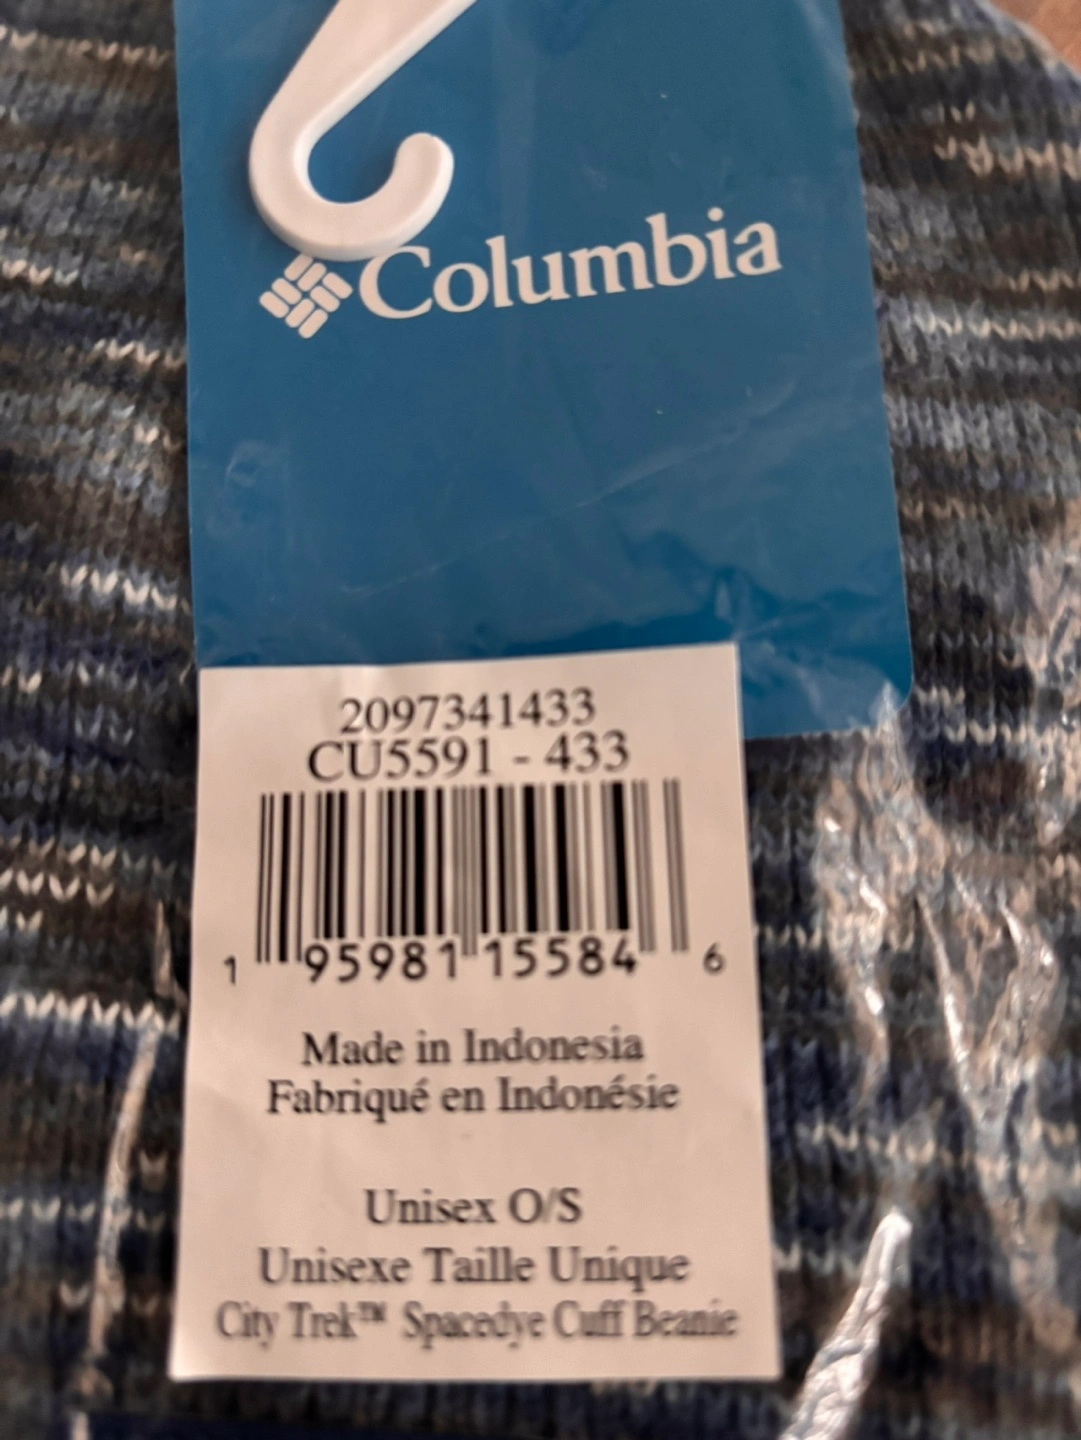 Columbia
2097341433
CU5591 - 433
1 95981 15584 6
Made in Indonesia
Fabriqué en Indonésie
Unisex O/S
Unisexe Taille Unique
City Trek™ Spacedye Cuff Beanie